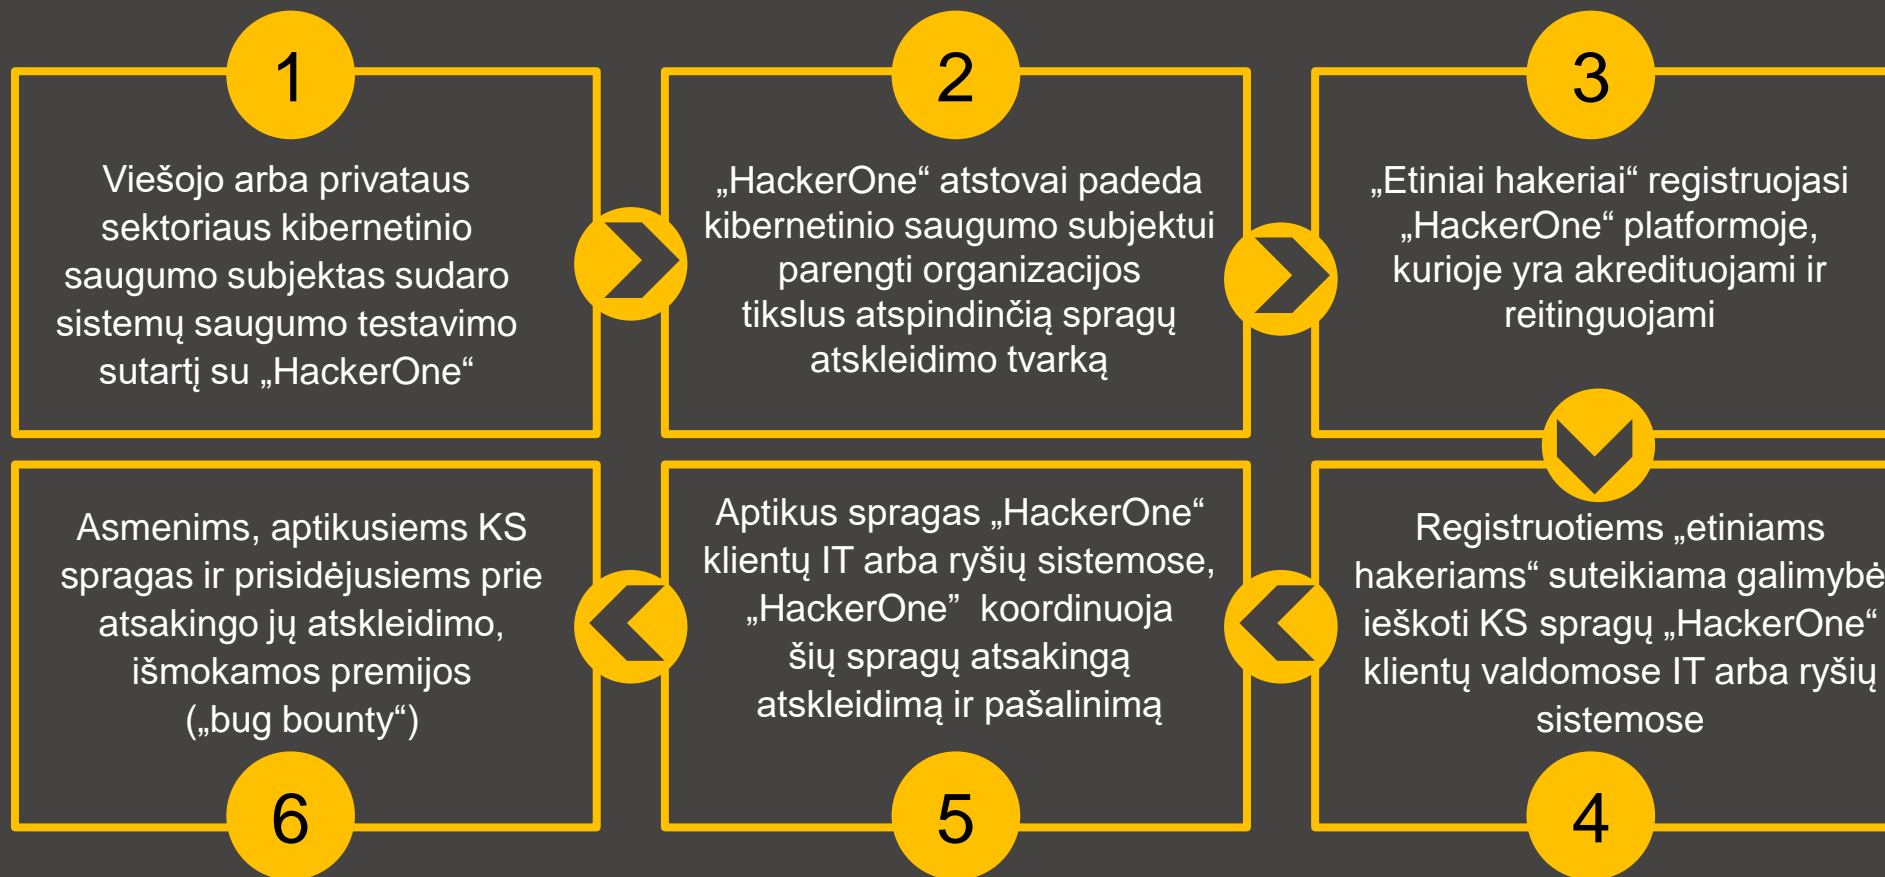 1
Viešojo arba privataus
sektoriaus kibernetinio
saugumo subjektas sudaro
sistemų saugumo testavimo
sutartį su „HackerOne“
2
„HackerOne“ atstovai padeda
kibernetinio saugumo subjektui
parengti organizacijos
tikslus atspindinčią spragų
atskleidimo tvarką
3
„Etiniai hakeriai“ registruojasi
„HackerOne“ platformoje,
kurioje yra akredituojami ir
reitinguojami
Registruotiems „etiniams
hakeriams“ suteikiama galimybė
ieškoti KS spragų „HackerOne“
klientų valdomose IT arba ryšių
sistemose
4
Aptikus spragas „HackerOne“
klientų IT arba ryšių sistemose,
„HackerOne” koordinuoja
šių spragų atsakingą
atskleidimą ir pašalinimą
5
Asmenims, aptikusiems KS
spragas ir prisidėjusiems prie
atsakingo jų atskleidimo,
išmokamos premijos
(„bug bounty“)
6